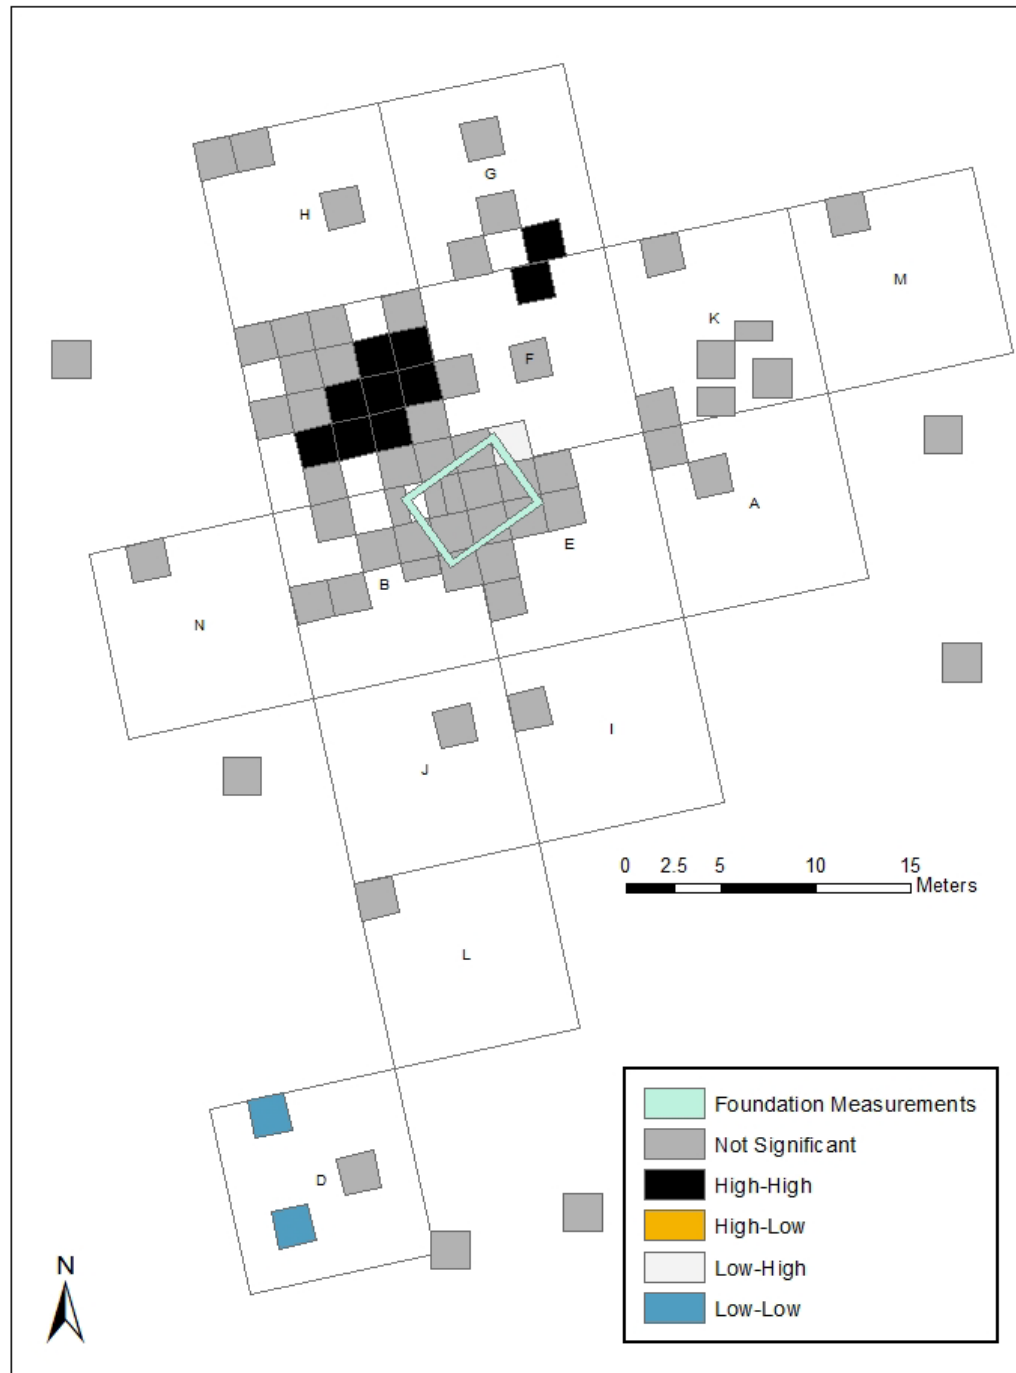 G
H
M
K
F
A
E
B
N
I
J
0 2.5 5 10 15
Meters
L
Foundation Measurements
Not Significant
High-High
High-Low
Low-High
Low-Low
D
N